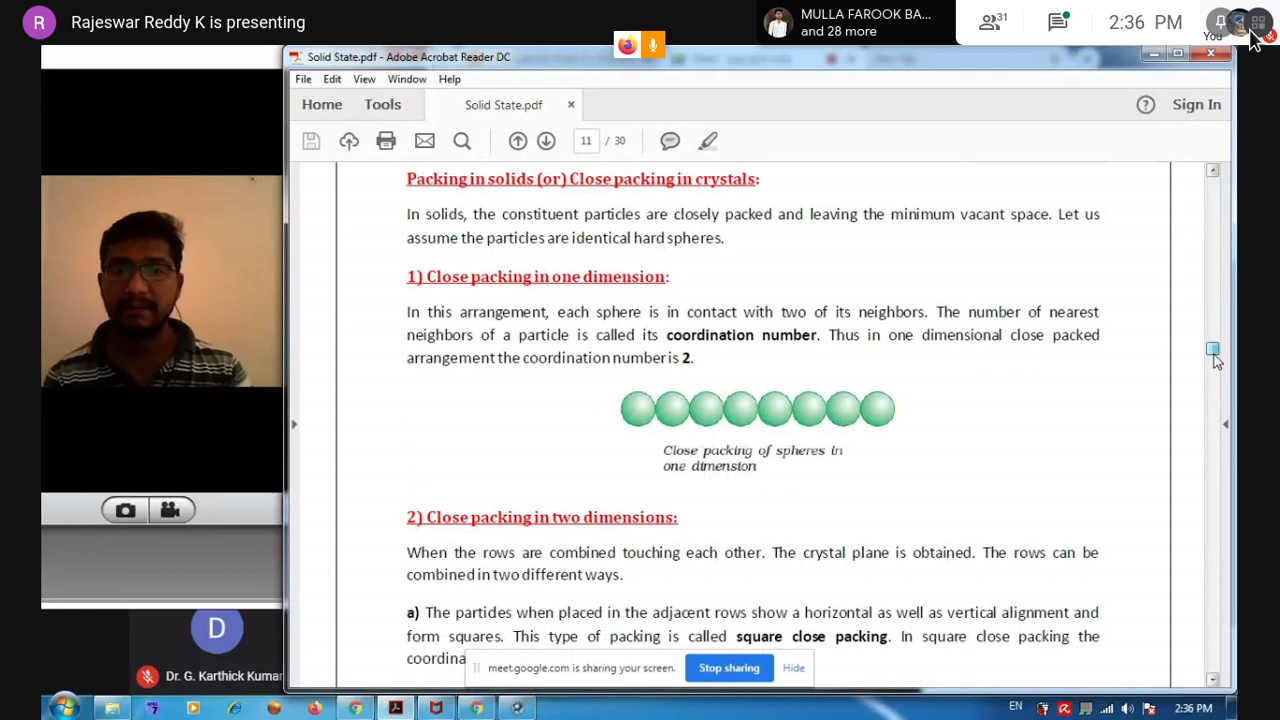 R Rajeswar Reddy K is presenting
MULLA FAROOK BA...
and 28 more
31
2:36 PM
You
Solid State.pdf - Adobe Acrobat Reader DC
File Edit View Window Help
Home Tools Solid State.pdf × ? Sign In
11 / 30
Packing in solids (or) Close packing in crystals:
In solids, the constituent particles are closely packed and leaving the minimum vacant space. Let us
assume the particles are identical hard spheres.
1) Close packing in one dimension:
In this arrangement, each sphere is in contact with two of its neighbors. The number of nearest
neighbors of a particle is called its coordination number. Thus in one dimensional close packed
arrangement the coordination number is 2.
Close packing of spheres in
one dimension
2) Close packing in two dimensions:
When the rows are combined touching each other. The crystal plane is obtained. The rows can be
combined in two different ways.
a) The particles when placed in the adjacent rows show a horizontal as well as vertical alignment and
form squares. This type of packing is called square close packing. In square close packing the
coordina
meet.google.com is sharing your screen. Stop sharing Hide
D
Dr. G. Karthick Kumar
EN 2:36 PM